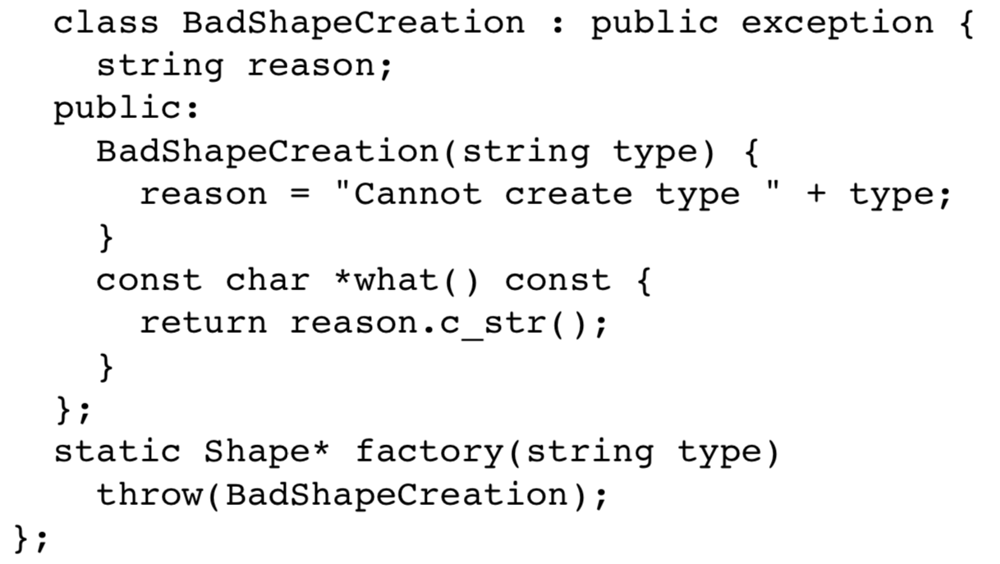 class BadShapeCreation : public exception {
string reason;
public:
BadShapeCreation(string type) {
reason = "Cannot create type " + type;
}
const char *what() const {
return reason.c_str();
}
};
static Shape* factory(string type)
throw(BadShapeCreation);
};